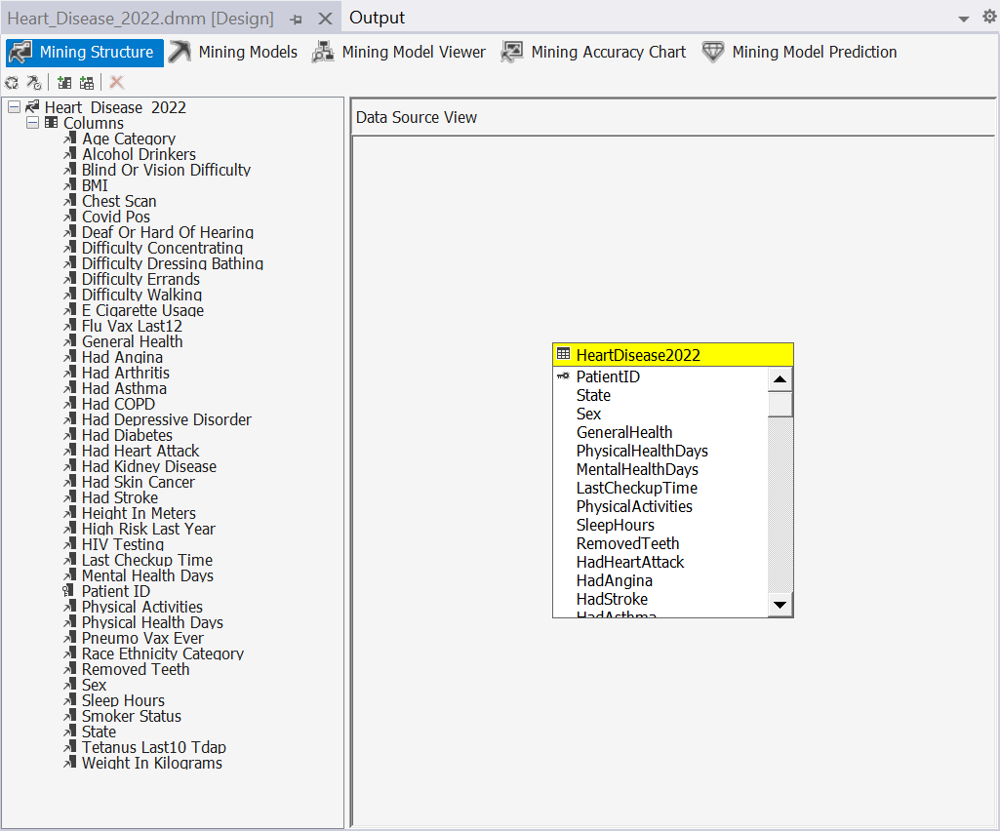 Heart_Disease_2022.dmm [Design]
Output
Mining Structure
Mining Models
Mining Model Viewer
Mining Accuracy Chart
Mining Model Prediction
Heart Disease 2022
Columns
Age Category
Alcohol Drinkers
Blind Or Vision Difficulty
BMI
Chest Scan
Covid Pos
Deaf Or Hard Of Hearing
Difficulty Concentrating
Difficulty Dressing Bathing
Difficulty Errands
Difficulty Walking
E Cigarette Usage
Flu Vax Last12
General Health
Had Angina
Had Arthritis
Had Asthma
Had COPD
Had Depressive Disorder
Had Diabetes
Had Heart Attack
Had Kidney Disease
Had Skin Cancer
Had Stroke
Height In Meters
High Risk Last Year
HIV Testing
Last Checkup Time
Mental Health Days
Patient ID
Physical Activities
Physical Health Days
Pneumo Vax Ever
Race Ethnicity Category
Removed Teeth
Sex
Sleep Hours
Smoker Status
State
Tetanus Last10 Tdap
Weight In Kilograms
Data Source View
HeartDisease2022
PatientID
State
Sex
GeneralHealth
PhysicalHealthDays
MentalHealthDays
LastCheckupTime
PhysicalActivities
SleepHours
RemovedTeeth
HadHeartAttack
HadAngina
HadStroke
HadAsthma